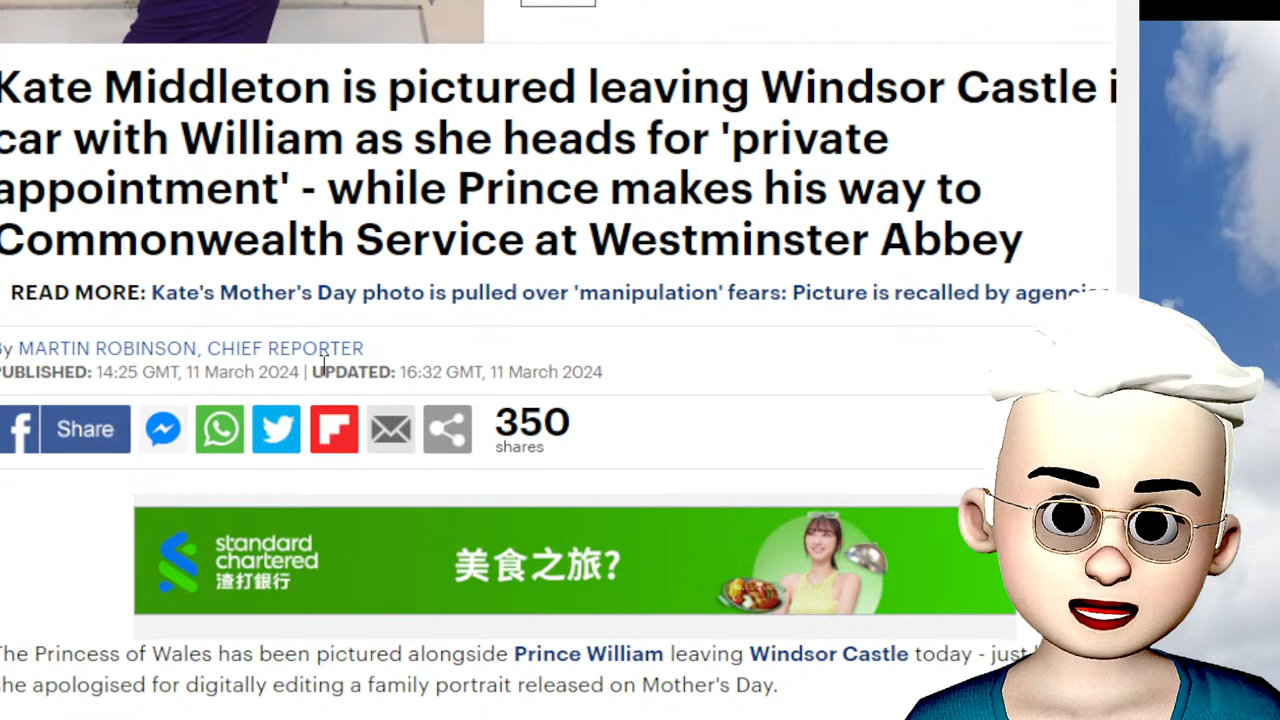 Kate Middleton is pictured leaving Windsor Castle i
car with William as she heads for 'private
appointment' - while Prince makes his way to
Commonwealth Service at Westminster Abbey
READ MORE: Kate's Mother's Day photo is pulled over 'manipulation' fears: Picture is recalled by agencies
By MARTIN ROBINSON, CHIEF REPORTER
PUBLISHED: 14:25 GMT, 11 March 2024 | UPDATED: 16:32 GMT, 11 March 2024
Share
350
shares
standard
chartered
渣打銀行
美食之旅?
The Princess of Wales has been pictured alongside Prince William leaving Windsor Castle today - just
she apologised for digitally editing a family portrait released on Mother's Day.